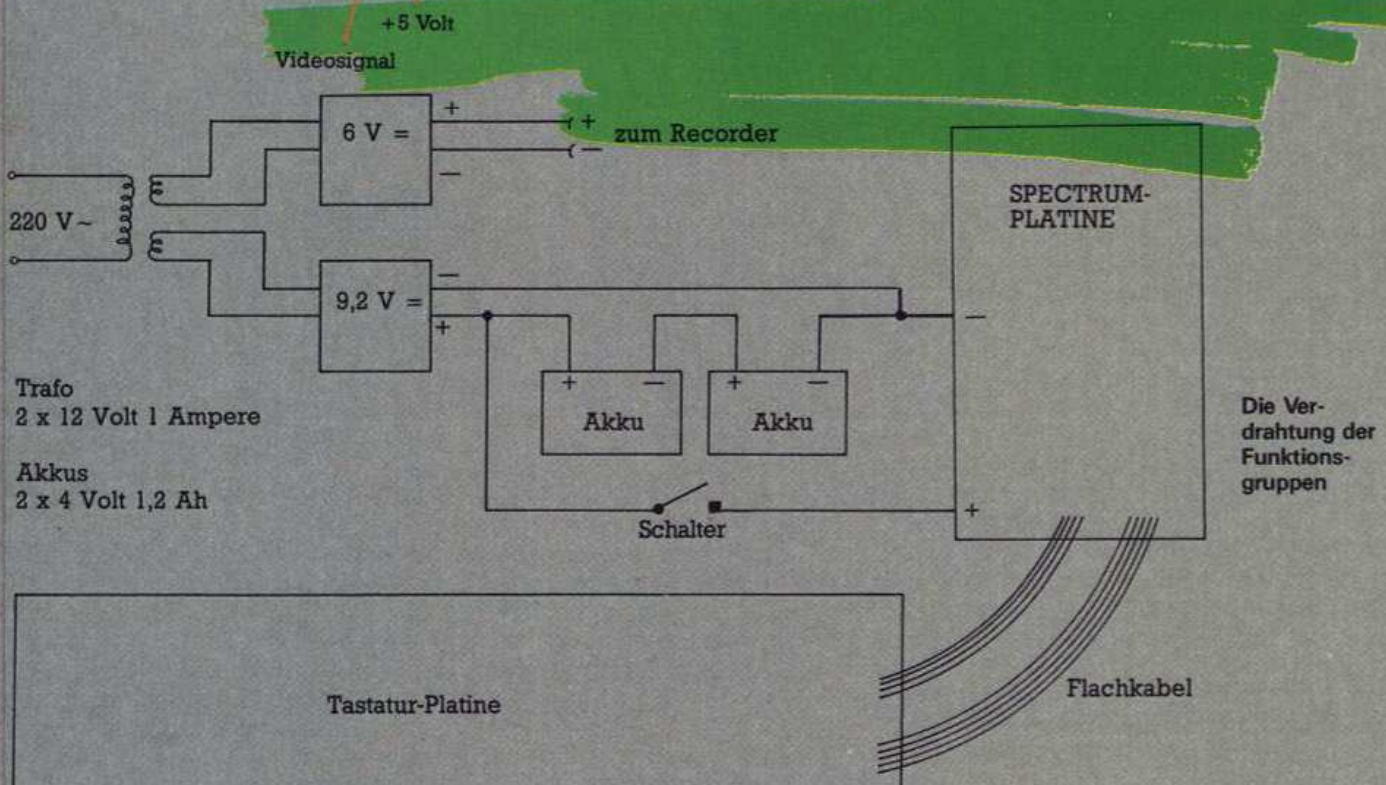 +5 Volt
Videosignal
6 V =
+
—
+
—
zum Recorder
220 V ~
9,2 V =
—
+
SPECTRUM-
PLATINE
—
+
Trafo
2 x 12 Volt 1 Ampere
Akkus
2 x 4 Volt 1,2 Ah
+ —
Akku
+ —
Akku
Schalter
Die Ver-
drahtung der
Funktions-
gruppen
Tastatur-Platine
Flachkabel